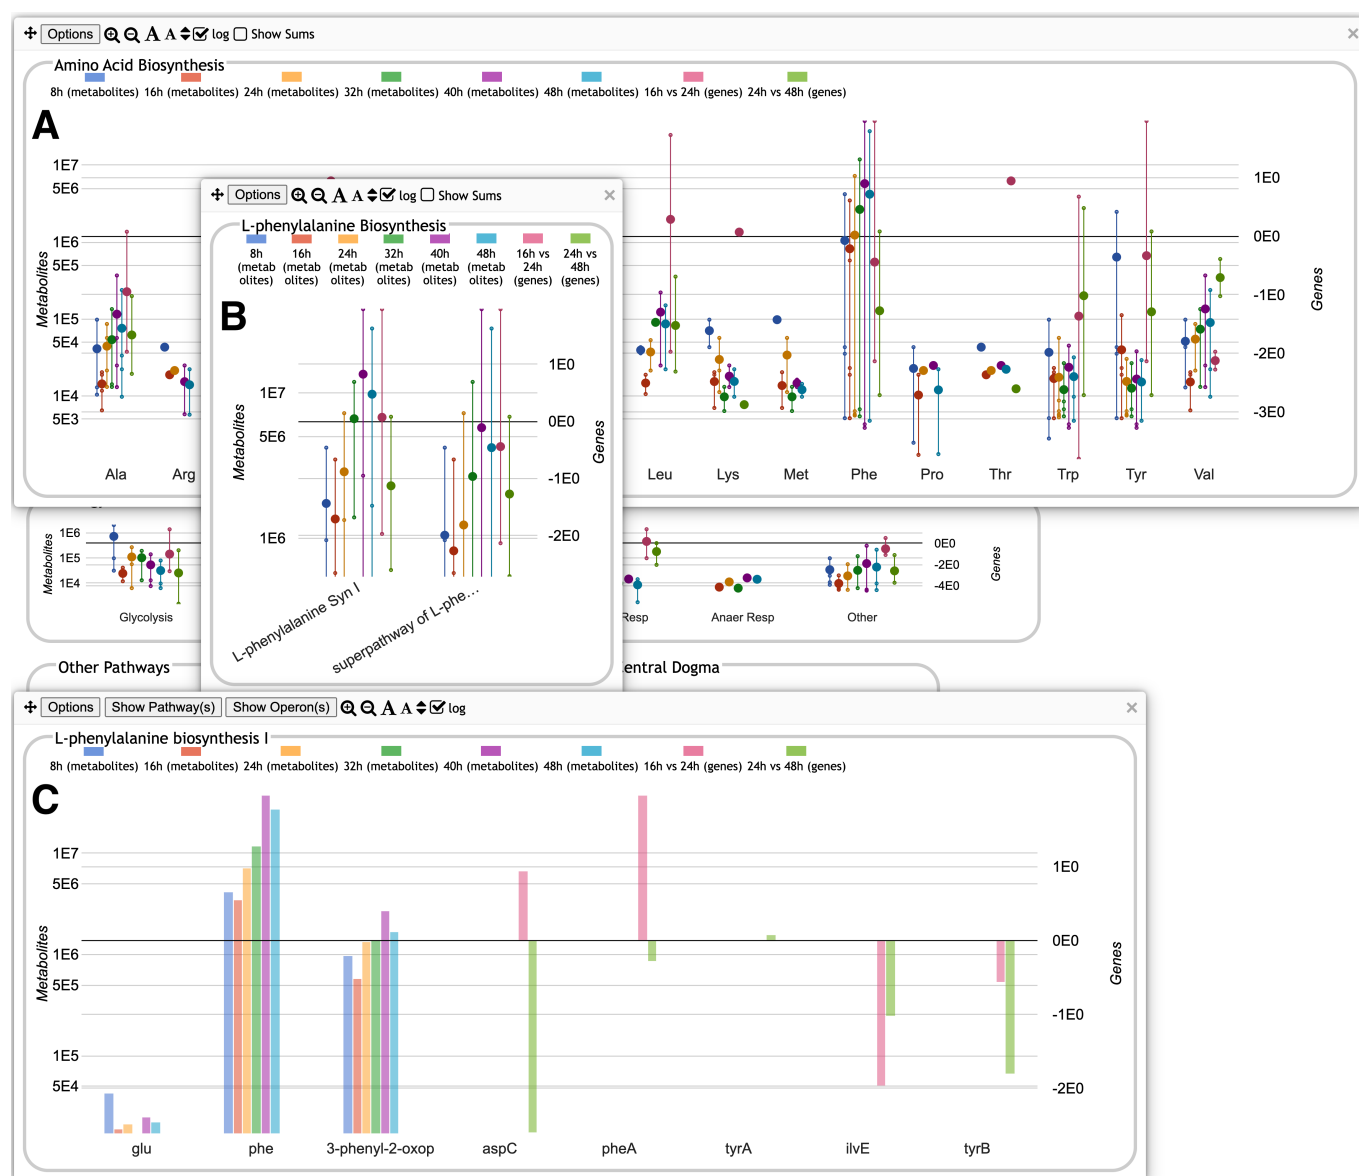 Options A A log Show Sums ×
Amino Acid Biosynthesis
8h (metabolites) 16h (metabolites) 24h (metabolites) 32h (metabolites) 40h (metabolites) 48h (metabolites) 16h vs 24h (genes) 24h vs 48h (genes)
A
Metabolites
1E7
5E6
1E6
5E5
1E5
5E4
1E4
5E3
1E0
0E0
-1E0
-2E0
-3E0
Genes
Ala Arg Leu Lys Met Phe Pro Thr Trp Tyr Val
Options A A log Show Sums ×
L-phenylalanine Biosynthesis
8h (metab olites)
16h (metab olites)
24h (metab olites)
32h (metab olites)
40h (metab olites)
48h (metab olites)
16h vs 24h (genes)
24h vs 48h (genes)
B
Metabolites
1E7
5E6
1E6
1E0
0E0
-1E0
-2E0
Genes
L-phenylalanine Syn I
superpathway of L-phe...
Metabolites
1E6
1E5
1E4
0E0
-2E0
-4E0
Genes
Glycolysis Resp Anaer Resp Other
Other Pathways
entral Dogma
Options Show Pathway(s) Show Operon(s) A A log ×
L-phenylalanine biosynthesis I
8h (metabolites) 16h (metabolites) 24h (metabolites) 32h (metabolites) 40h (metabolites) 48h (metabolites) 16h vs 24h (genes) 24h vs 48h (genes)
C
Metabolites
1E7
5E6
1E6
5E5
1E5
5E4
1E0
0E0
-1E0
-2E0
Genes
glu phe 3-phenyl-2-oxop aspC pheA tyrA ilvE tyrB